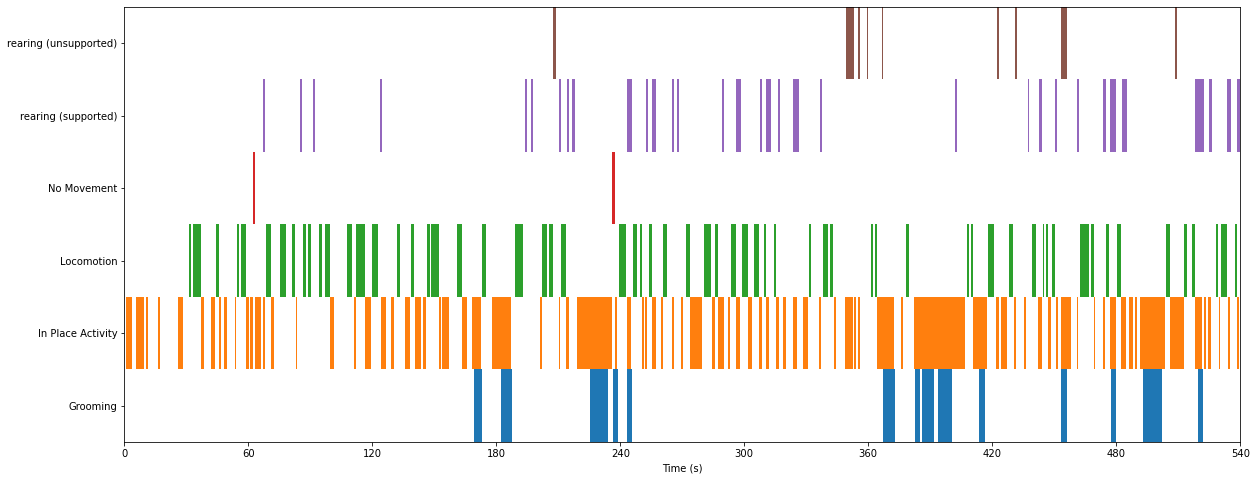 rearing (unsupported)
rearing (supported)
No Movement
Locomotion
In Place Activity
Grooming
0 60 120 180 240 300 360 420 480 540
Time (s)